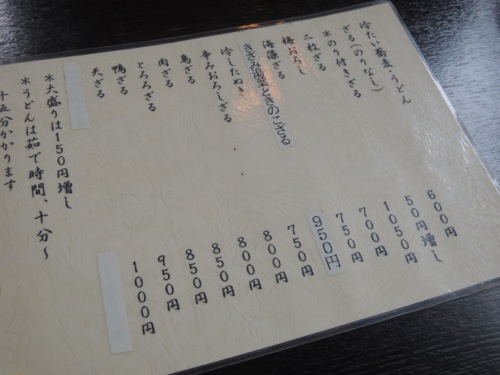 冷たい蕎麦・うどん
ざる(のりなし) 600円
※のり付きざる 50円増し
二枚ざる 1050円
梅おろし 700円
海藻ざる 750円
きざみ湯葉ときのこざる 950円
冷したぬき 750円
辛みおろしざる 800円
鳥ざる 800円
肉ざる 850円
とろろざる 850円
鴨ざる 950円
天ざる 1000円
※大盛りは150円増し
※うどんは茹で時間、十分～
十五分かかります